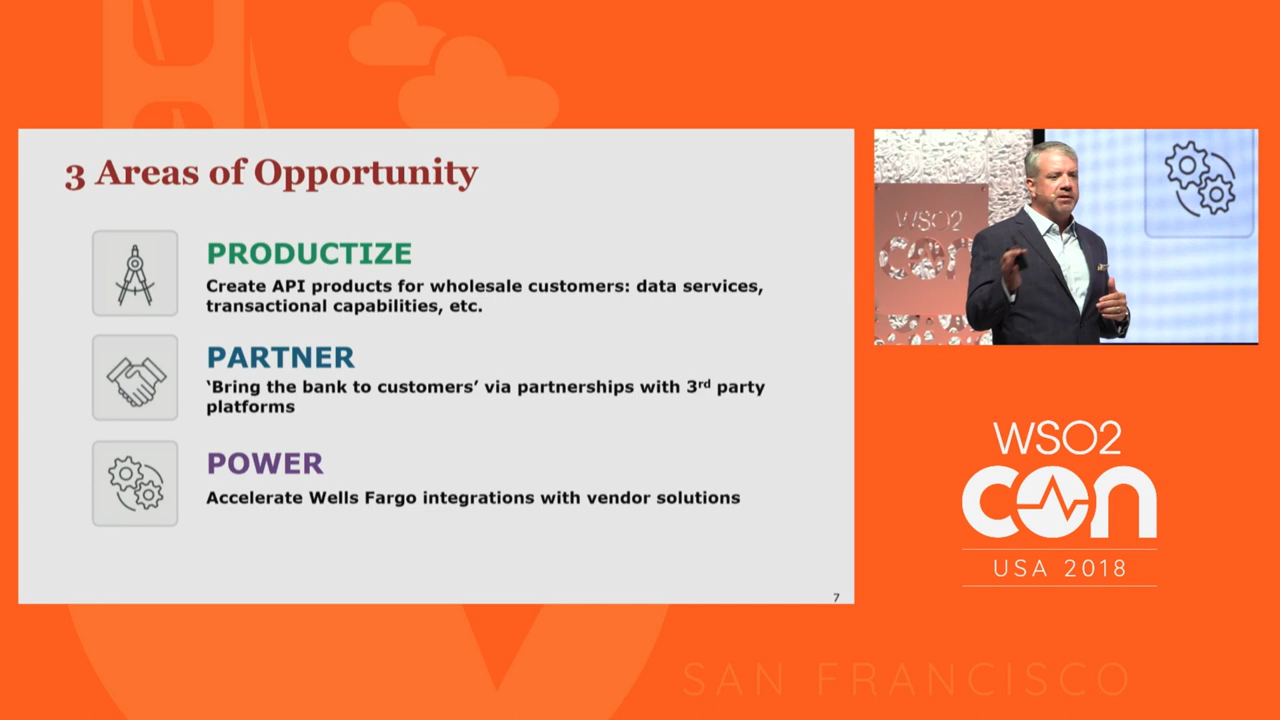 3 Areas of Opportunity
PRODUCTIZE
Create API products for wholesale customers: data services,
transactional capabilities, etc.
PARTNER
‘Bring the bank to customers’ via partnerships with 3rd party
platforms
POWER
Accelerate Wells Fargo integrations with vendor solutions
7
WSO2
con
WSO2
con
USA 2018
SAN FRANCISCO